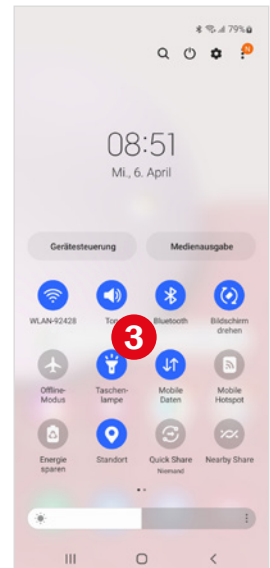 79%
N
08:51
Mi., 6. April
Gerätesteuerung Medienausgabe
WLAN-92428 Ton Bluetooth Bildschirm
drehen
3
Offline-
Modus Taschen-
lampe Mobile
Daten Mobile
Hotspot
Energie
sparen Standort Quick Share
Niemand Nearby Share